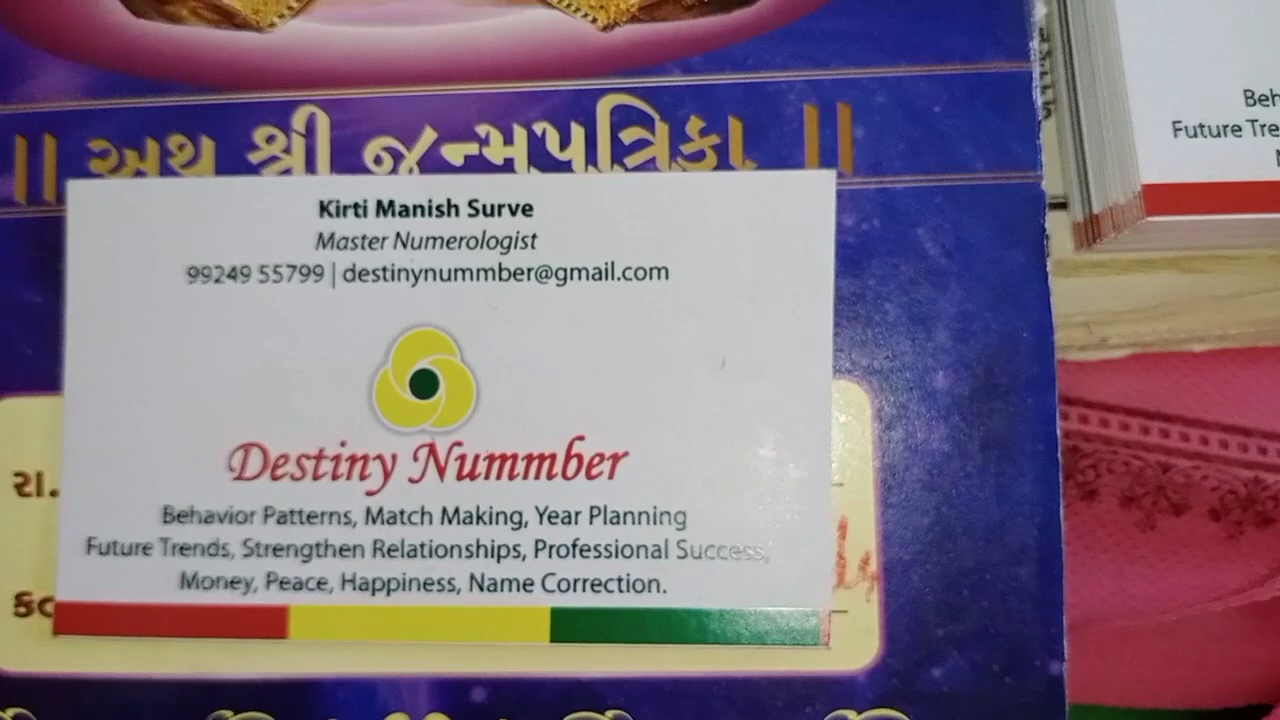 || અથ શ્રી જન્મપત્રિકા ||
Kirti Manish Surve
Master Numerologist
99249 55799 | destinynummber@gmail.com
Destiny Nummber
Behavior Patterns, Match Making, Year Planning
Future Trends, Strengthen Relationships, Professional Success,
Money, Peace, Happiness, Name Correction.
રા.
Beh
Future Tre